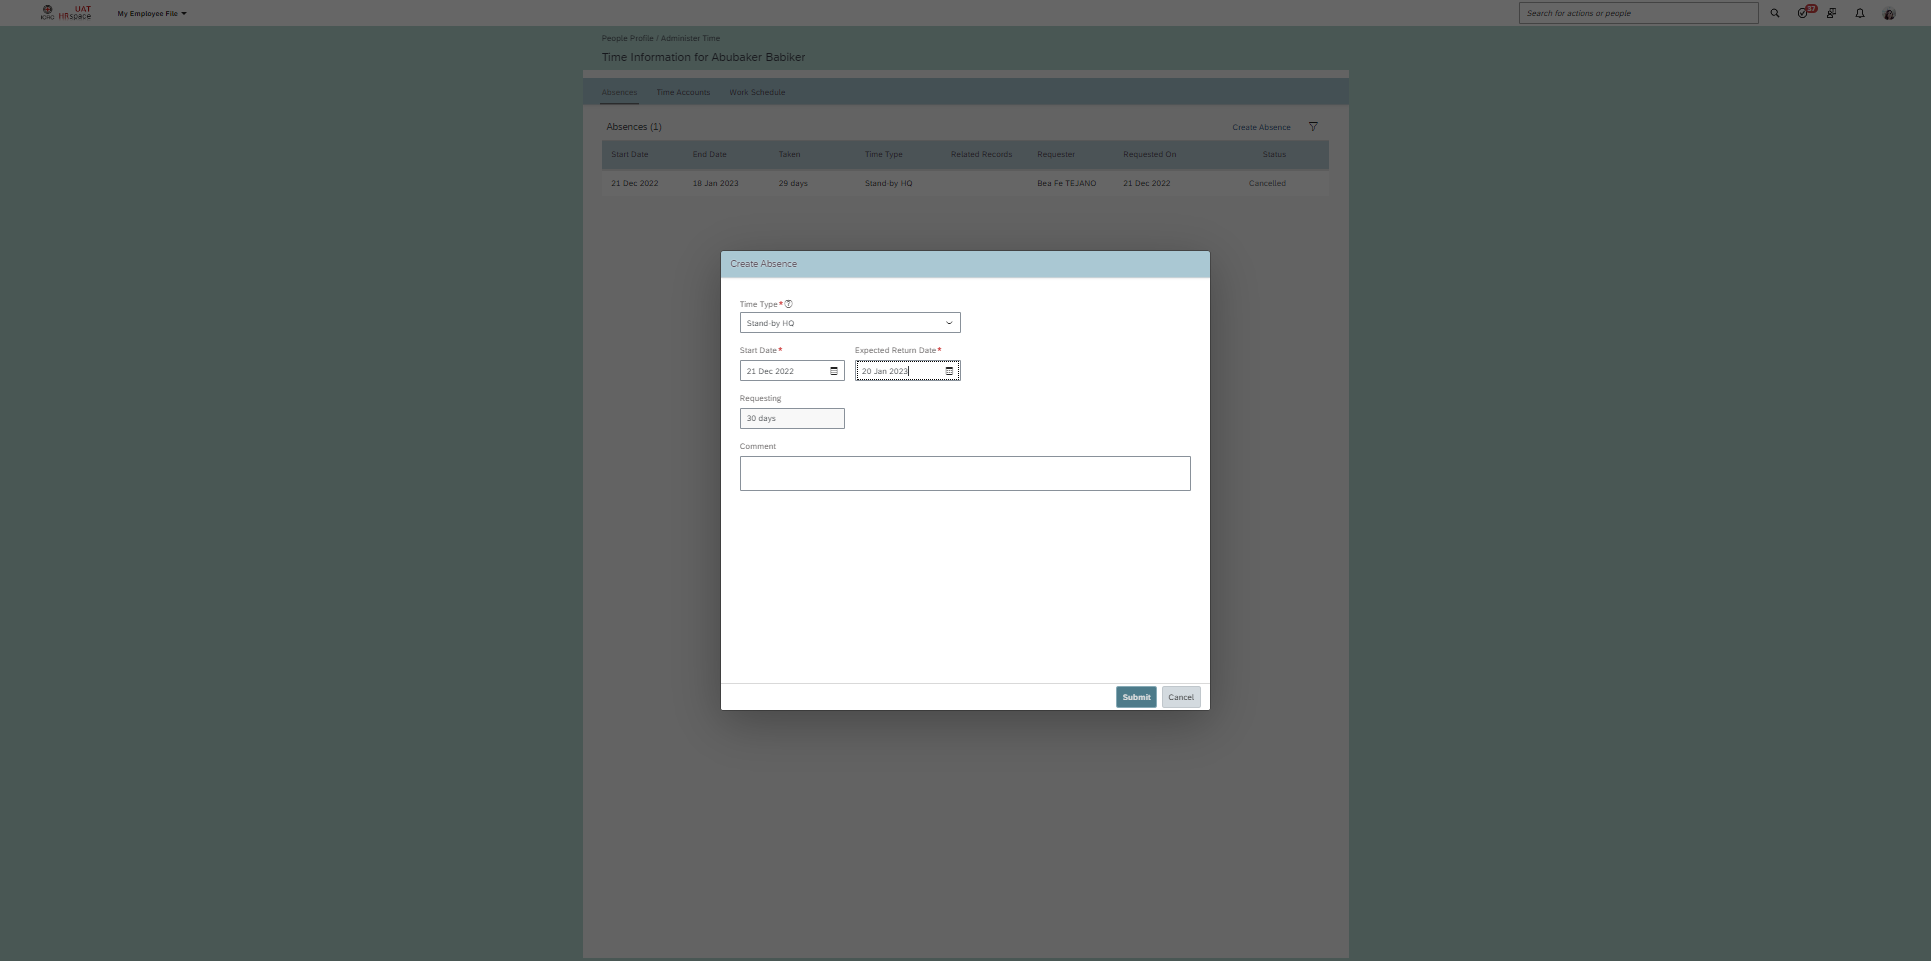 ICRC
UAT
HRspace
My Employee File
Search for actions or people
37
People Profile / Administer Time
Time Information for Abubaker Babiker
Absences Time Accounts Work Schedule
Absences (1)
Create Absence
Start Date End Date Taken Time Type Related Records Requester Requested On Status
21 Dec 2022 18 Jan 2023 29 days Stand-by HQ Bea Fe TEJANO 21 Dec 2022 Cancelled
Create Absence
Time Type*
Stand-by HQ
Start Date* Expected Return Date*
21 Dec 2022 20 Jan 2023
Requesting
30 days
Comment
Submit Cancel